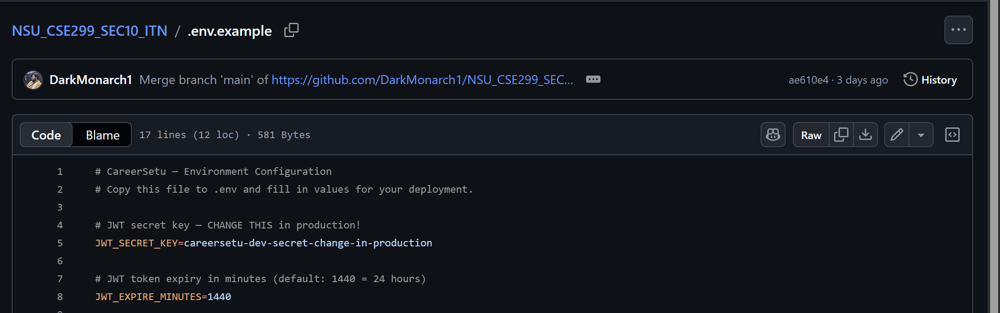 NSU_CSE299_SEC10_ITN / .env.example
DarkMonarch1 Merge branch 'main' of https://github.com/DarkMonarch1/NSU_CSE299_SEC... ae610e4 · 3 days ago History
Code Blame 17 lines (12 loc) · 581 Bytes Raw
1 # CareerSetu — Environment Configuration
2 # Copy this file to .env and fill in values for your deployment.
3
4 # JWT secret key — CHANGE THIS in production!
5 JWT_SECRET_KEY=careersetu-dev-secret-change-in-production
6
7 # JWT token expiry in minutes (default: 1440 = 24 hours)
8 JWT_EXPIRE_MINUTES=1440